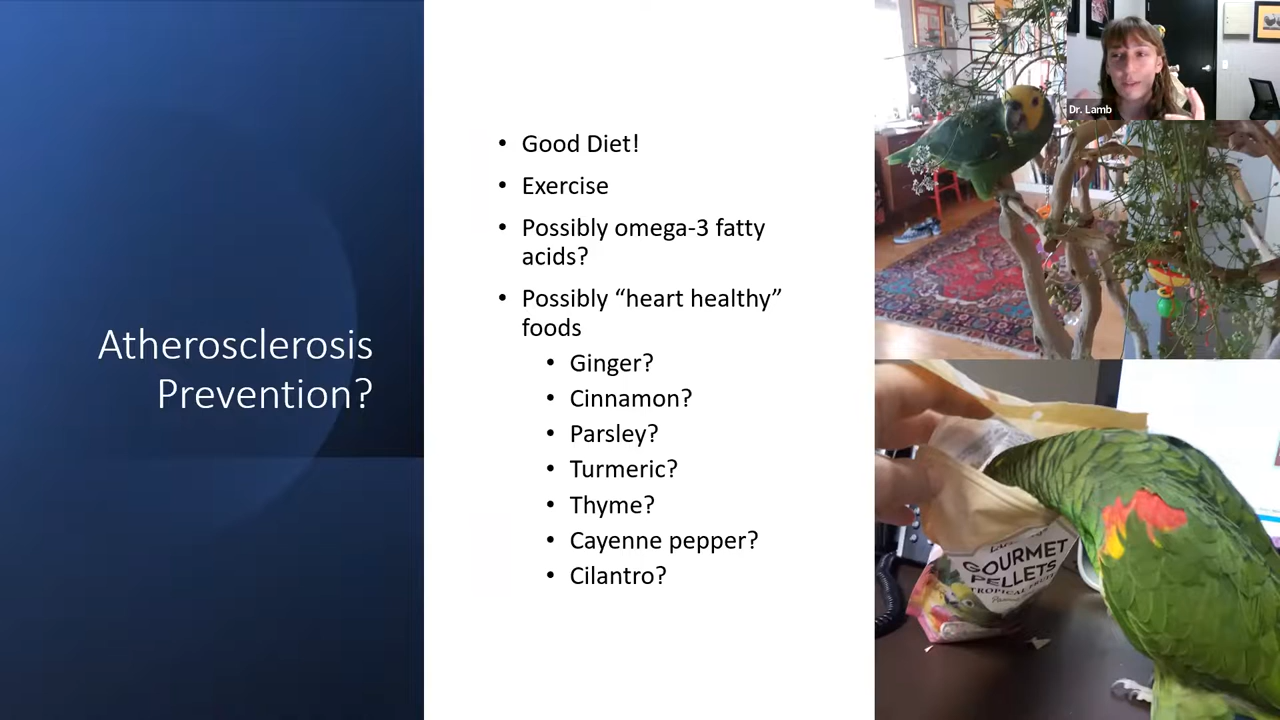 Atherosclerosis
Prevention?
• Good Diet!
• Exercise
• Possibly omega-3 fatty
acids?
• Possibly “heart healthy”
foods
• Ginger?
• Cinnamon?
• Parsley?
• Turmeric?
• Thyme?
• Cayenne pepper?
• Cilantro?
Dr. Lamb
GOURMET
PELLETS
TROPICAL FRUIT